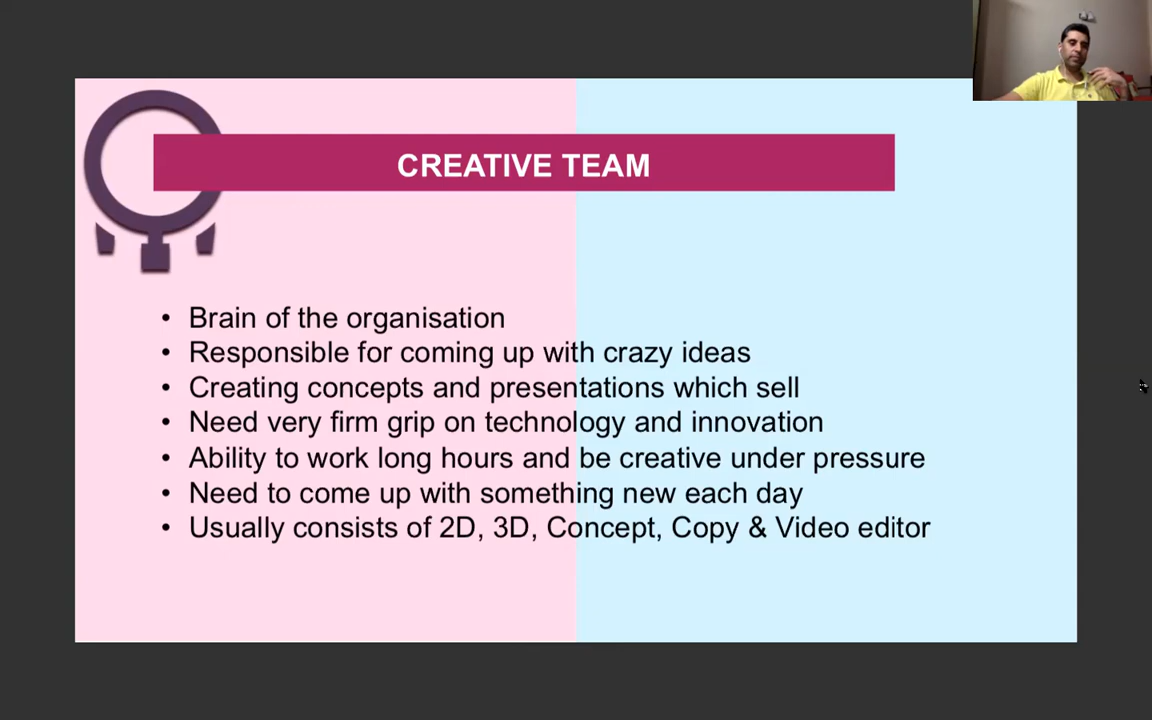 CREATIVE TEAM
• Brain of the organisation
• Responsible for coming up with crazy ideas
• Creating concepts and presentations which sell
• Need very firm grip on technology and innovation
• Ability to work long hours and be creative under pressure
• Need to come up with something new each day
• Usually consists of 2D, 3D, Concept, Copy & Video editor